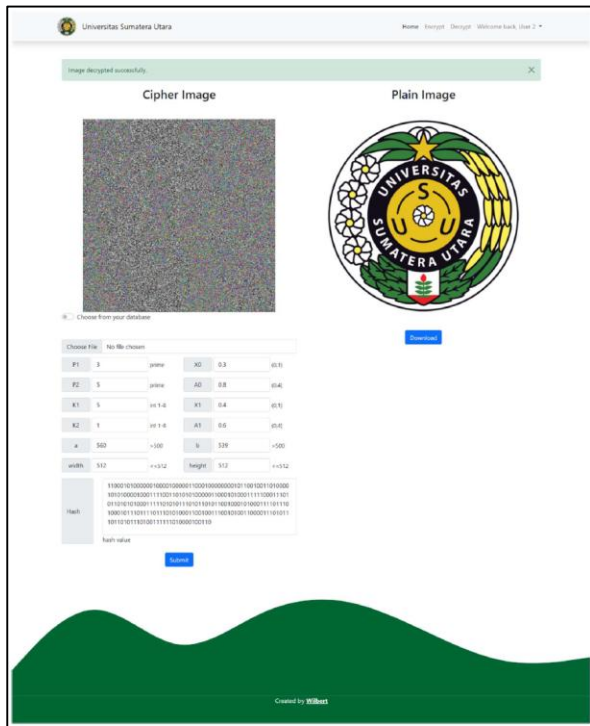 Universitas Sumatera Utara
Home Encrypt Decrypt Welcome back, User 2
Image decrypted successfully.
Cipher Image
Plain Image
UNIVERSITAS
SUMATERA UTARA
S
U U
Choose from your database
Download
Choose File No file chosen
P1 3 prime X0 0.3 (0;1)
P2 5 prime A0 0.8 (0;4)
K1 5 int 1-8 X1 0.4 (0;1)
K2 1 int 1-8 A1 0.6 (0;4)
a 560 >500 b 539 >500
width 512 <=512 height 512 <=512
Hash
hash value
Submit
Created by Wilbert